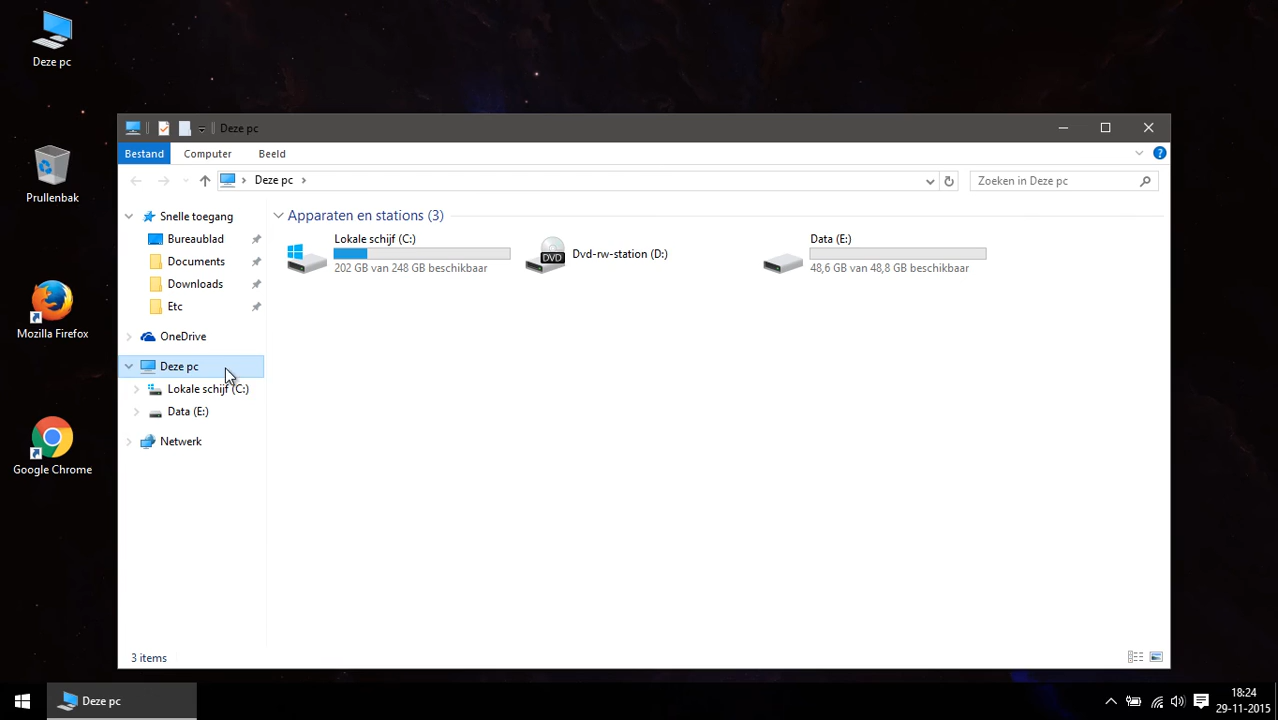 Deze pc
Prullenbak
Mozilla Firefox
Google Chrome
Deze pc
Bestand Computer Beeld
Deze pc
Zoeken in Deze pc
Snelle toegang
Bureaublad
Documents
Downloads
Etc
OneDrive
Deze pc
Lokale schijf (C:)
Data (E:)
Netwerk
Apparaten en stations (3)
Lokale schijf (C:)
202 GB van 248 GB beschikbaar
DVD
Dvd-rw-station (D:)
Data (E:)
48,6 GB van 48,8 GB beschikbaar
3 items
Deze pc
18:24
29-11-2015